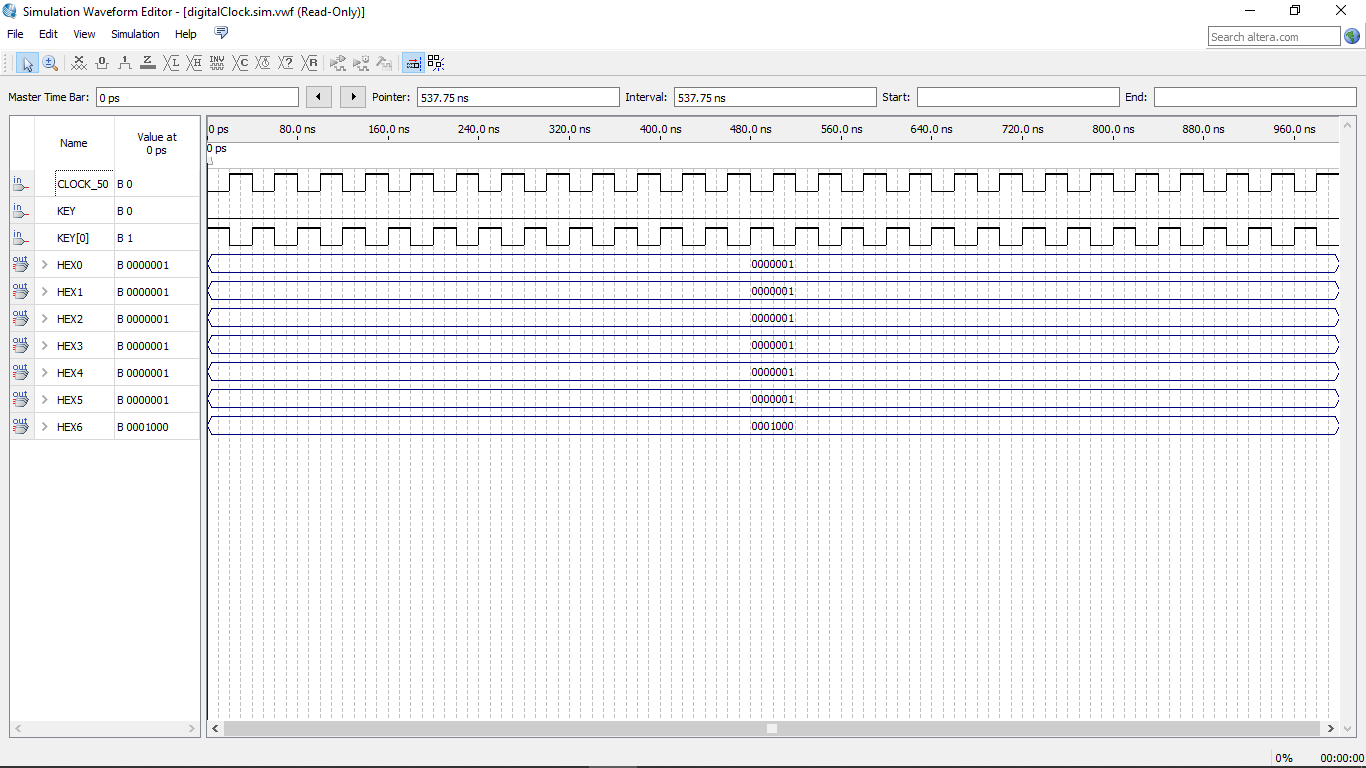 Simulation Waveform Editor - [digitalClock.sim.vwf (Read-Only)]
File Edit View Simulation Help
Search altera.com
Master Time Bar: 0 ps Pointer: 537.75 ns Interval: 537.75 ns Start: End:
Name Value at 0 ps
0 ps 80.0 ns 160.0 ns 240.0 ns 320.0 ns 400.0 ns 480.0 ns 560.0 ns 640.0 ns 720.0 ns 800.0 ns 880.0 ns 960.0 ns
0 ps
in CLOCK_50 B 0
in KEY B 0
in KEY[0] B 1
out HEX0 B 0000001 0000001
out HEX1 B 0000001 0000001
out HEX2 B 0000001 0000001
out HEX3 B 0000001 0000001
out HEX4 B 0000001 0000001
out HEX5 B 0000001 0000001
out HEX6 B 0001000 0001000
0% 00:00:00